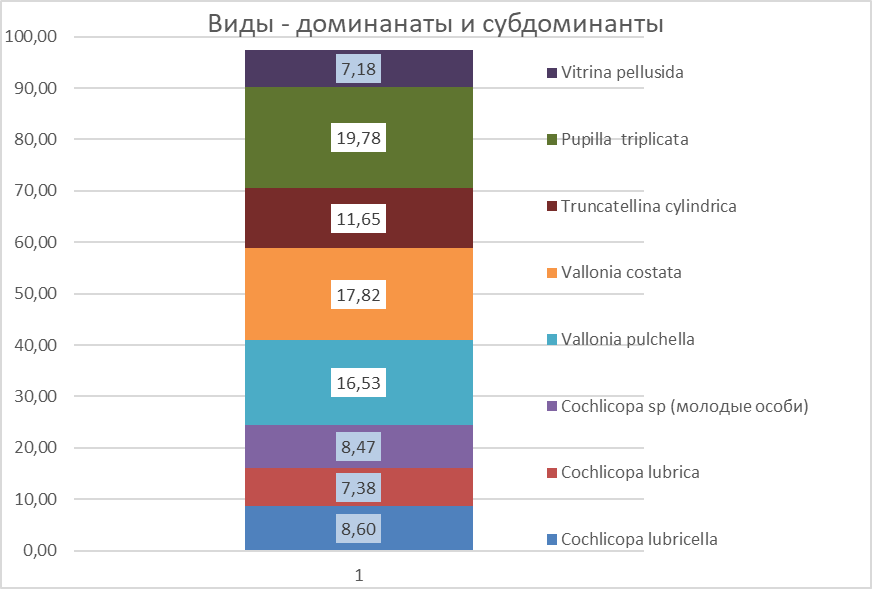 Виды - доминанаты и субдоминанты
100,00
90,00
80,00
70,00
60,00
50,00
40,00
30,00
20,00
10,00
0,00
7,18
19,78
11,65
17,82
16,53
8,47
7,38
8,60
1
Vitrina pellusida
Pupilla triplicata
Truncatellina cylindrica
Vallonia costata
Vallonia pulchella
Cochlicopa sp (молодые особи)
Cochlicopa lubrica
Cochlicopa lubricella